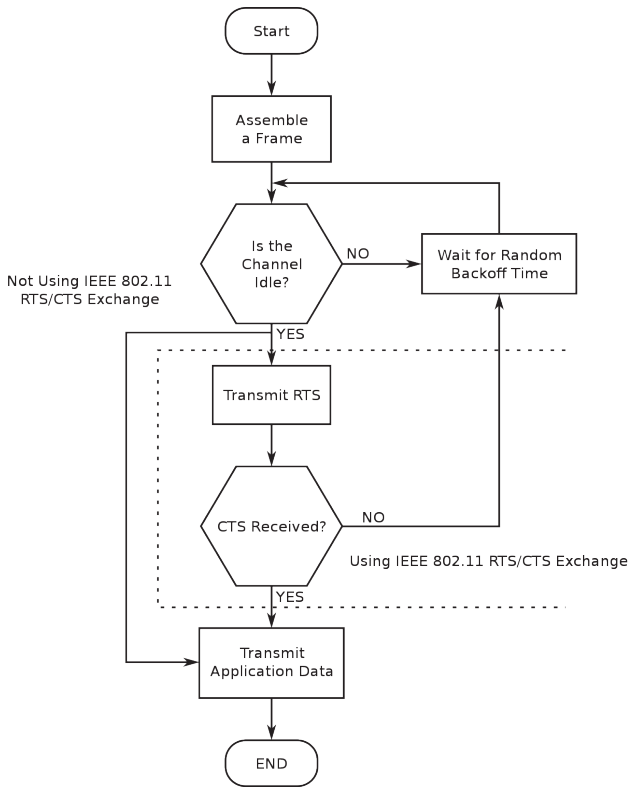 Start
Assemble
a Frame
Is the
Channel
Idle?
NO
Wait for Random
Backoff Time
Not Using IEEE 802.11
RTS/CTS Exchange
YES
Transmit RTS
CTS Received?
NO
Using IEEE 802.11 RTS/CTS Exchange
YES
Transmit
Application Data
END